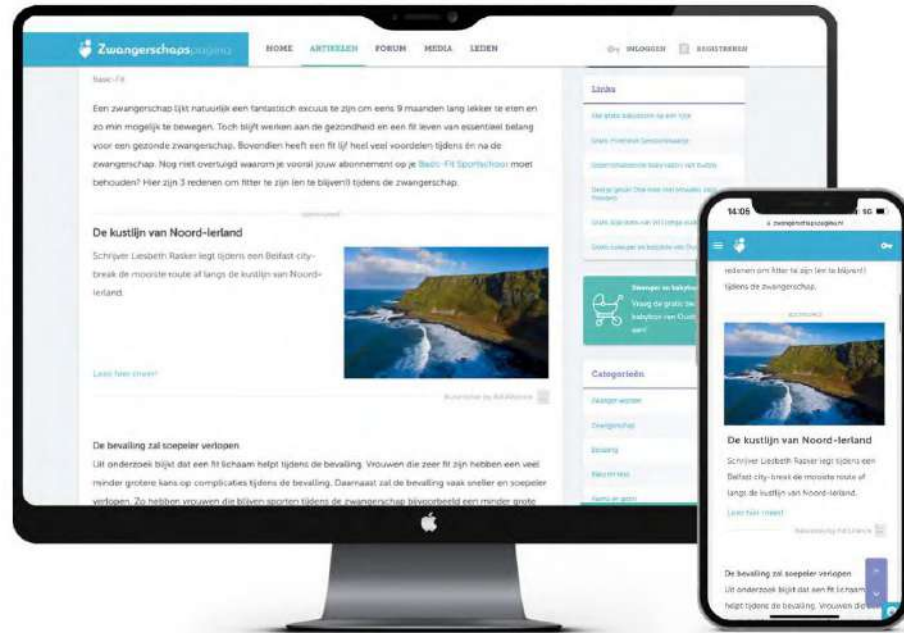 Zwangerschapspagina HOME ARTIKELEN FORUM MEDIA LEDEN INLOGGEN REGISTREREN
Basic-Fit
Een zwangerschap lijkt natuurlijk een fantastisch excuus te zijn om eens 9 maanden lang lekker te eten en
zo min mogelijk te bewegen. Toch blijft werken aan de gezondheid en een fit leven van essentieel belang
voor een gezonde zwangerschap. Bovendien heeft een fit lijf heel veel voordelen tijdens én na de
zwangerschap. Nog niet overtuigd waarom je vooral jouw abonnement op je Basic-Fit Sportschool moet
behouden? Hier zijn 3 redenen om fitter te zijn (en te blijven!) tijdens de zwangerschap.
De kustlijn van Noord-Ierland
Schrijver Liesbeth Rasker legt tijdens een Belfast city-
break de mooiste route af langs de kustlijn van Noord-
Ierland.
Lees hier meer!
De bevalling zal soepeler verlopen
Uit onderzoek blijkt dat een fit lichaam helpt tijdens de bevalling. Vrouwen die zeer fit zijn hebben een veel
minder grotere kans op complicaties tijdens de bevalling. Daarnaast zal de bevalling vaak sneller en soepeler
verlopen. Zo hebben vrouwen die blijven sporten tijdens de zwangerschap bijvoorbeeld een minder grote
Links
Vraag de gratis
babybox van
aan!
Categorieën
Zwanger worden
Zwangerschap
Bevalling
14:05 5G
zwangerschapspagina.nl
redenen om fitter te zijn (en te blijven!)
tijdens de zwangerschap.
De kustlijn van Noord-Ierland
Schrijver Liesbeth Rasker legt tijdens een
Belfast city-break de mooiste route af
langs de kustlijn van Noord-Ierland.
Lees hier meer!
De bevalling zal soepeler verlopen
Uit onderzoek blijkt dat een fit lichaam
helpt tijdens de bevalling. Vrouwen die